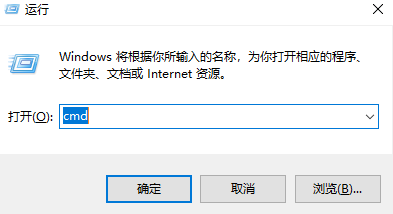 运行
Windows 将根据你所输入的名称，为你打开相应的程序、
文件夹、文档或 Internet 资源。
打开(O): cmd
确定 取消 浏览(B)...